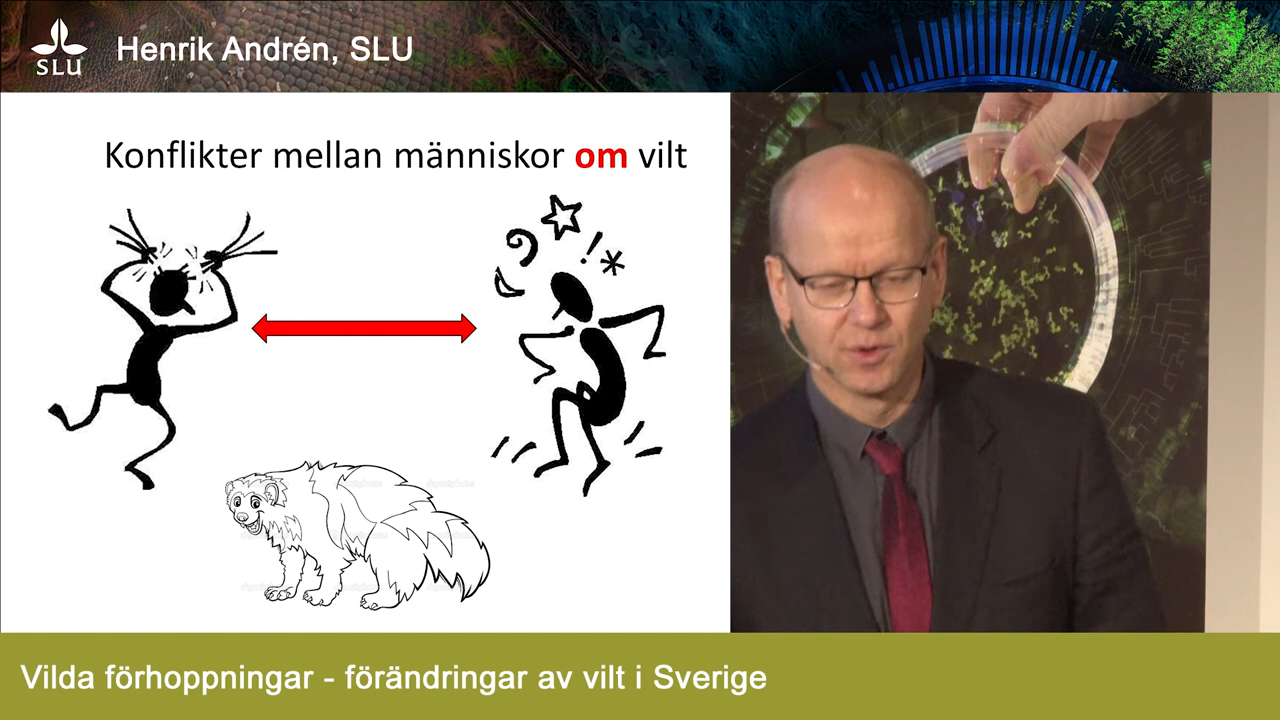 SLU
Henrik Andrén, SLU
Konflikter mellan människor om vilt
Vilda förhoppningar - förändringar av vilt i Sverige